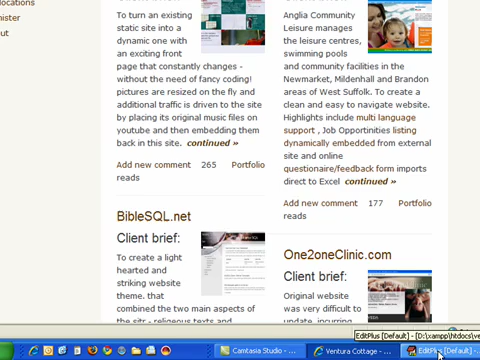 locations
nister
out
To turn an existing
static site into a
dynamic one with
an exciting front
page that constantly changes -
without the need of fancy coding!
pictures are resized on the fly and
additional traffic is driven to the site
by placing its original music files on
youtube and then embedding them
back in this site. continued »
Add new comment 265 Portfolio
reads
BibleSQL.net
Client brief:
To create a light
hearted and
striking website
theme. that
combined the two main aspects of
the site - religious texts and
Anglia Community
Leisure manages
the leisure centres,
swimming pools
and community facilities in the
Newmarket, Mildenhall and Brandon
areas of West Suffolk. To create a
clean and easy to navigate website.
Highlights include multi language
support , Job Opportinities listing
dynamically embedded from external
site and online
questionaire/feedback form imports
direct to Excel continued »
Add new comment 177 Portfolio
reads
One2oneClinic.com
Client brief:
Original website
was very difficult to
update, incurring
EditPlus [Default] - [D:\xampp\htdocs\ve
start
Camtasia Studio - ...
Ventura Cottage - ...
EditPlus [Default] -